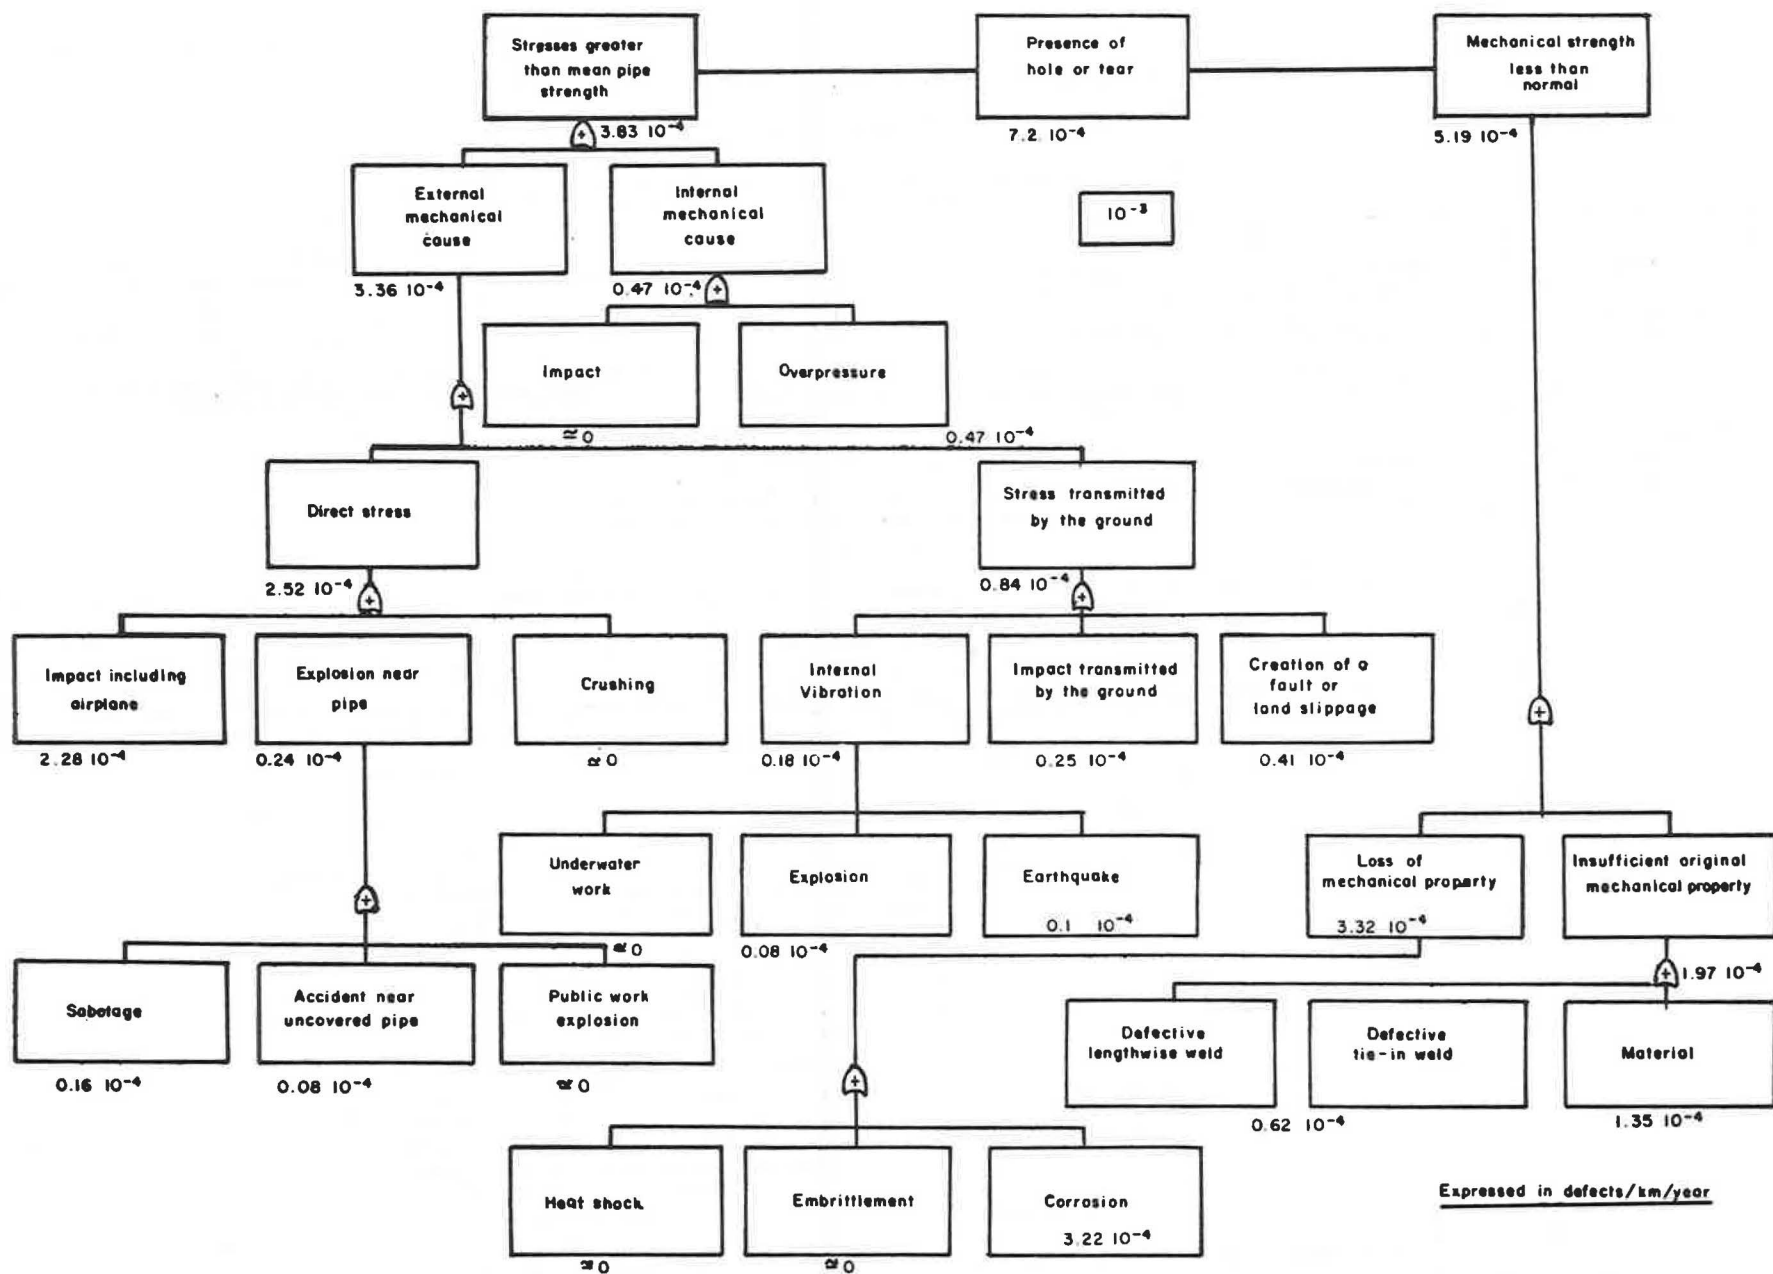 Stresses greater
than mean pipe
strength
Presence of
hole or tear
Mechanical strength
less than
normal
+
3.83 10⁻⁴
7.2 10⁻⁴
5.19 10⁻⁴
External
mechanical
cause
Internal
mechanical
cause
10⁻³
3.36 10⁻⁴
0.47 10⁻⁴
+
Impact
Overpressure
+
≃ 0
0.47 10⁻⁴
Direct stress
Stress transmitted
by the ground
2.52 10⁻⁴
+
0.84 10⁻⁴
+
Impact including
airplane
Explosion near
pipe
Crushing
Internal
Vibration
Impact transmitted
by the ground
Creation of a
fault or
land slippage
+
2.28 10⁻⁴
0.24 10⁻⁴
≃ 0
0.18 10⁻⁴
0.25 10⁻⁴
0.41 10⁻⁴
Underwater
work
Explosion
Earthquake
0.1 10⁻⁴
Loss of
mechanical property
3.32 10⁻⁴
Insufficient original
mechanical property
+
≃ 0
0.08 10⁻⁴
+
1.97 10⁻⁴
Sabotage
Accident near
uncovered pipe
Public work
explosion
Defective
lengthwise weld
Defective
tie-in weld
Material
0.16 10⁻⁴
0.08 10⁻⁴
≃ 0
+
0.62 10⁻⁴
1.35 10⁻⁴
Heat shock
Embrittlement
Corrosion
3.22 10⁻⁴
Expressed in defects/km/year
≃ 0
≃ 0